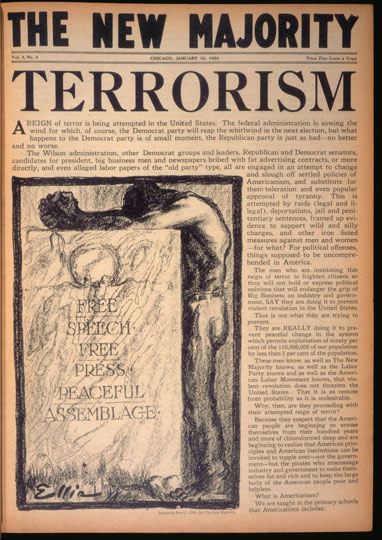 THE NEW MAJORITY
Vol. 3, No. 2 CHICAGO, JANUARY 10, 1920 Price Five Cents a Copy
TERRORISM
A REIGN of terror is being attempted in the United States. The federal administration is sowing the
wind for which, of course, the Democrat party will reap the whirlwind in the next election, but what
happens to the Democrat party is of small moment, the Republican party is just as bad—no better
and no worse.
The Wilson administration, other Democrat groups and leaders, Republican and Democrat senators,
candidates for president, big business men and newspapers bribed with fat advertising contracts, or more
directly, and even alleged labor papers of the "old party" type, all are engaged in an attempt to change
and slough off settled policies of
Americanism, and substitute for
them toleration and even popular
approval of tyranny. This is
attempted by raids (legal and il-
legal), deportations, jail and peni-
tentiary sentences, framed up evi-
dence to support wild and silly
charges, and other iron fisted
measures against men and women
—for what? For political offenses,
things supposed to be uncompre-
hended in America.
The men who are instituting this
reign of terror to frighten citizens so
they will not hold or express political
opinions that will endanger the grip of
Big Business on industry and govern-
ment, SAY they are doing it to prevent
violent revolution in the United States.
That is not what they are trying to
prevent.
They are REALLY doing it to pre-
vent peaceful change in the system
which permits exploitation of ninety per
cent of the 110,000,000 of our population
by less than 1 per cent of the population.
These men know, as well as The New
Majority knows, as well as the Labor
Party knows and as well as the Ameri-
can Labor Movement knows, that vio-
lent revolution does not threaten the
United States. That it is as remote
from probability as it is undesirable.
Why, then, are they proceeding with
their attempted reign of terror?
Because they suspect that the Ameri-
can people are beginning to arouse
themselves from their hundred years
and more of chloroformed sleep and are
beginning to realize that American prin-
ciples and American institutions can be
invoked to topple over—not the govern-
ment—but the pirates who mismanage
industry and government to make them-
selves fat and rich and to keep the large
body of the American people poor and
helpless.
What is Americanism?
We are taught in the primary schools
that Americanism includes:
FREE
SPEECH
FREE
PRESS
PEACEFUL
ASSEMBLAGE
Ellis
Drawn by Fred C. Ellis for The New Majority